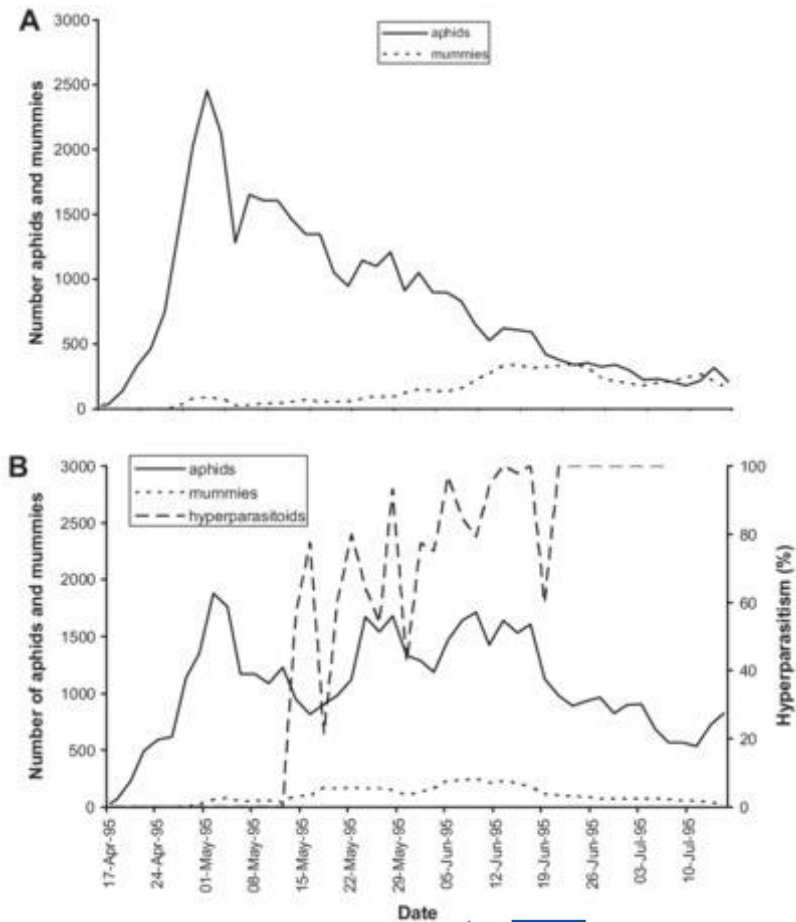 A
aphids
mummies
Number aphids and mummies
3000
2500
2000
1500
1000
500
0
B
aphids
mummies
hyperparasitoids
Number of aphids and mummies
3000
2500
2000
1500
1000
500
0
100
80
60
40
20
0
Hyperparasitism (%)
17-Apr-95
24-Apr-95
01-May-95
08-May-95
15-May-95
22-May-95
29-May-95
05-Jun-95
12-Jun-95
19-Jun-95
26-Jun-95
03-Jul-95
10-Jul-95
Date